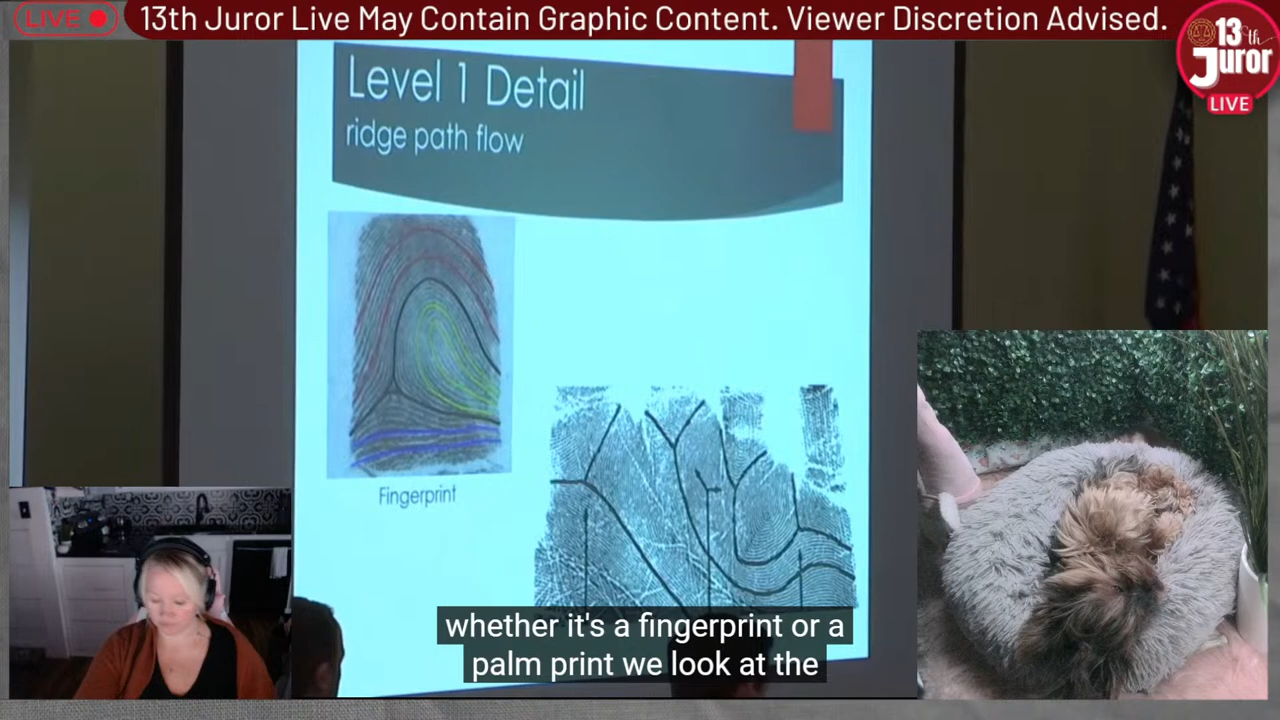 LIVE
13th Juror Live May Contain Graphic Content. Viewer Discretion Advised.
13th
Juror
LIVE
Level 1 Detail
ridge path flow
Fingerprint
whether it's a fingerprint or a
palm print we look at the